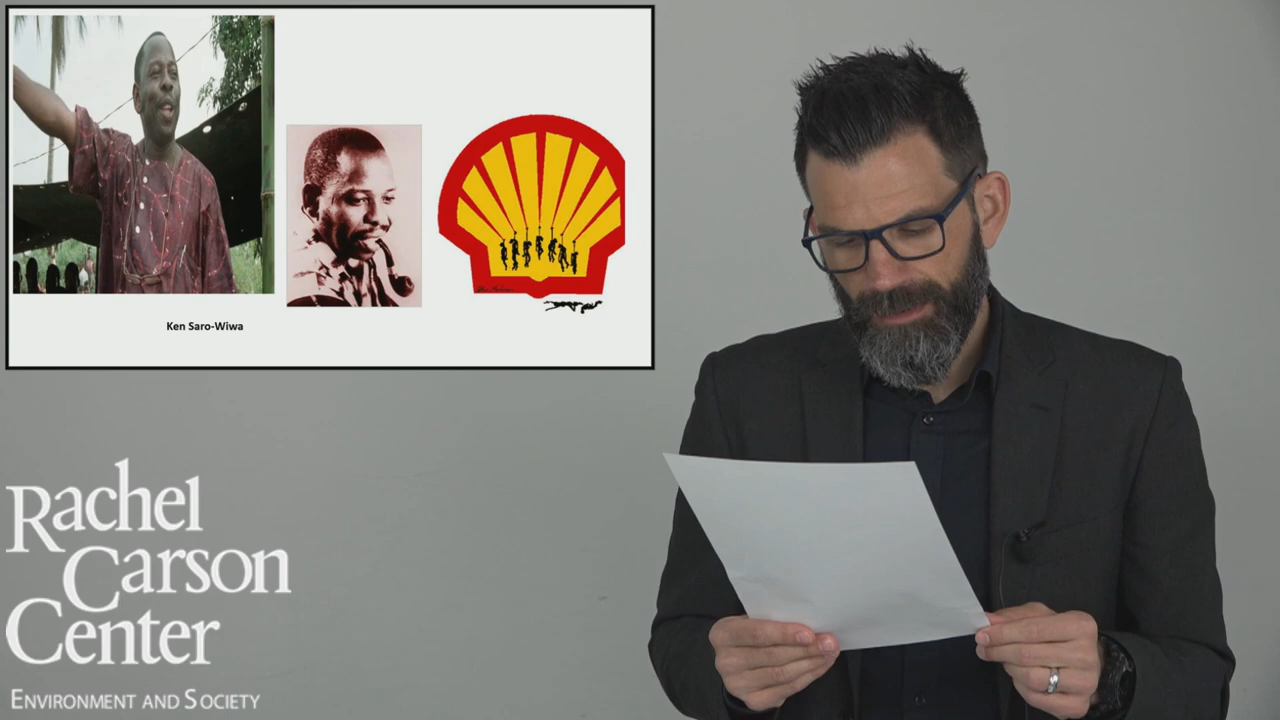 Ken Saro-Wiwa
Rachel
Carson
Center
ENVIRONMENT AND SOCIETY